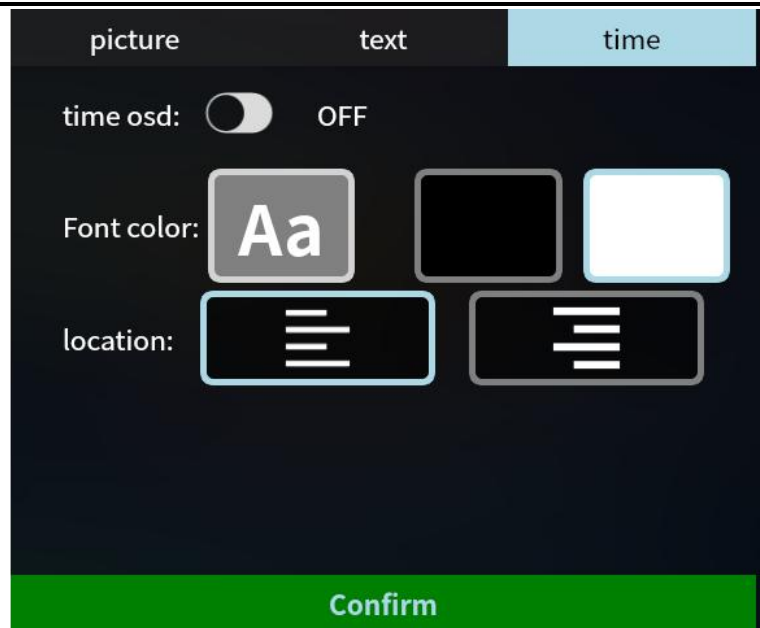 picture text time
time osd: OFF
Font color: Aa
location:
Confirm